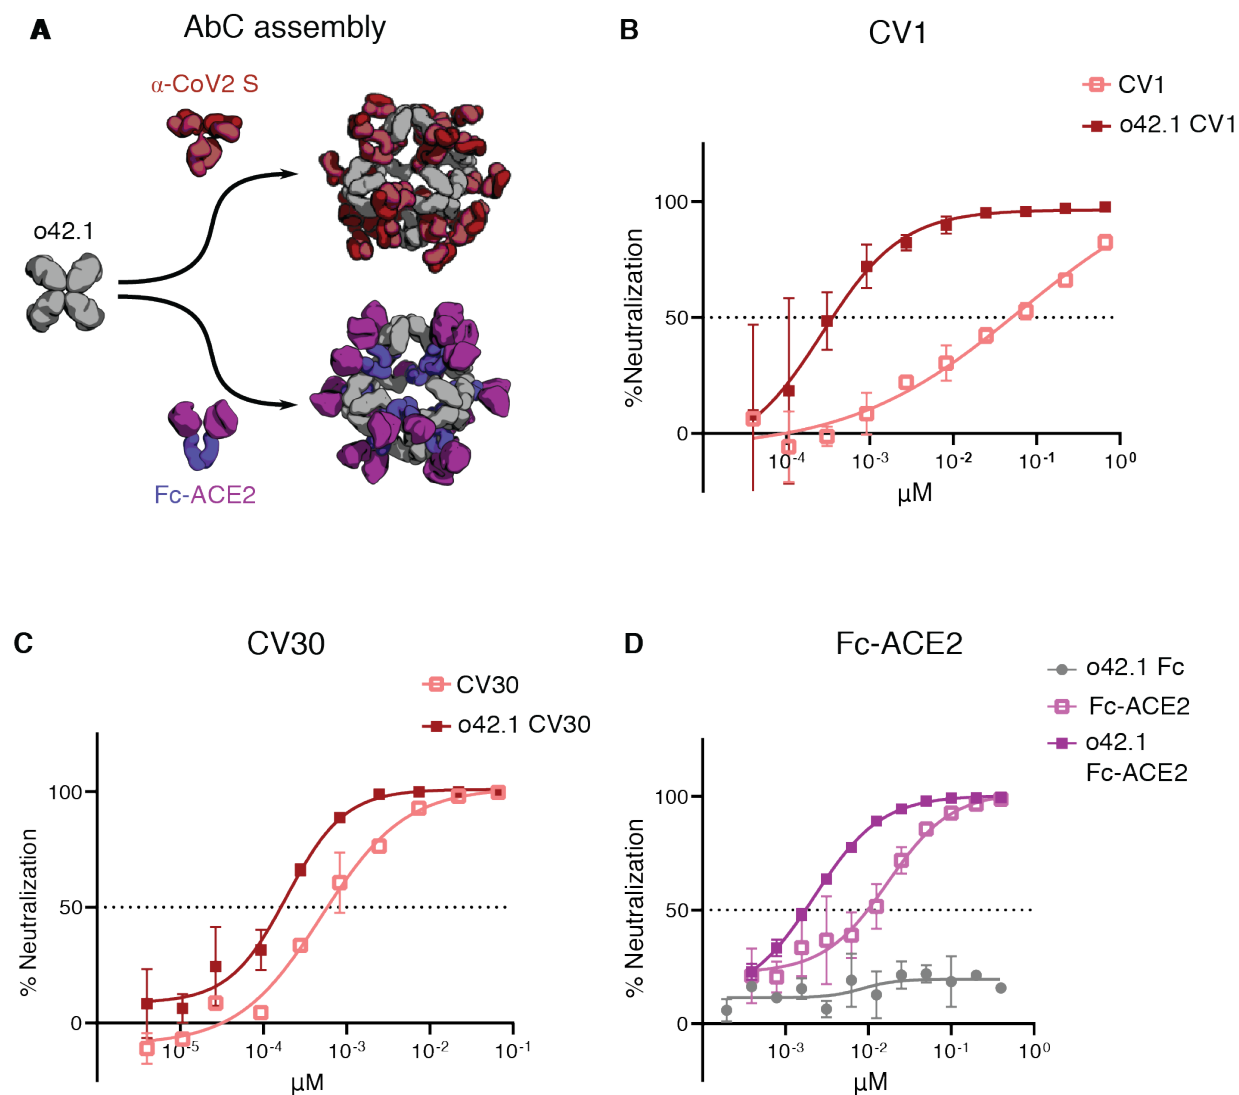 A
AbC assembly
α-CoV2 S
o42.1
Fc-ACE2
B
CV1
CV1
o42.1 CV1
%Neutralization
100
50
0
10-4
10-3
10-2
10-1
100
µM
C
CV30
CV30
o42.1 CV30
% Neutralization
100
50
0
10-5
10-4
10-3
10-2
10-1
µM
D
Fc-ACE2
o42.1 Fc
Fc-ACE2
o42.1
Fc-ACE2
% Neutralization
100
50
0
10-3
10-2
10-1
100
µM